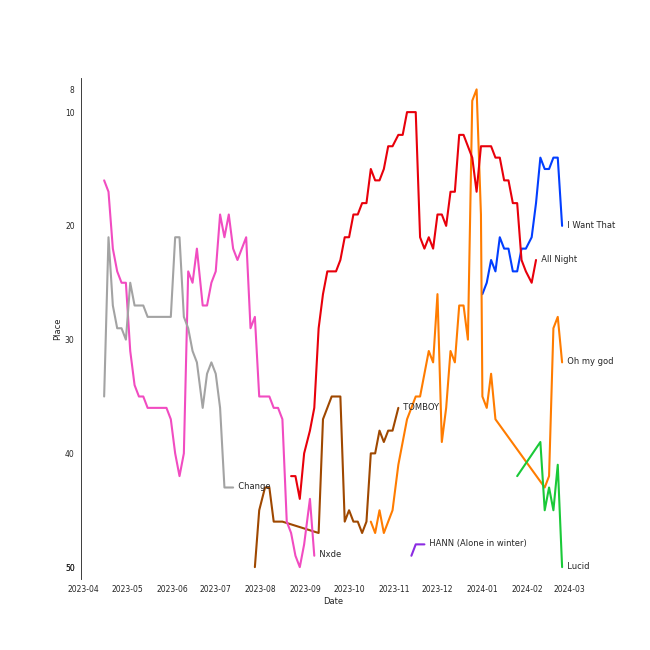 8
10
20
30
40
50
Place
I Want That
All Night
Oh my god
TOMBOY
Change
HANN (Alone in winter)
Nxde
Lucid
2023-04 2023-05 2023-06 2023-07 2023-08 2023-09 2023-10 2023-11 2023-12 2024-01 2024-02 2024-03
Date